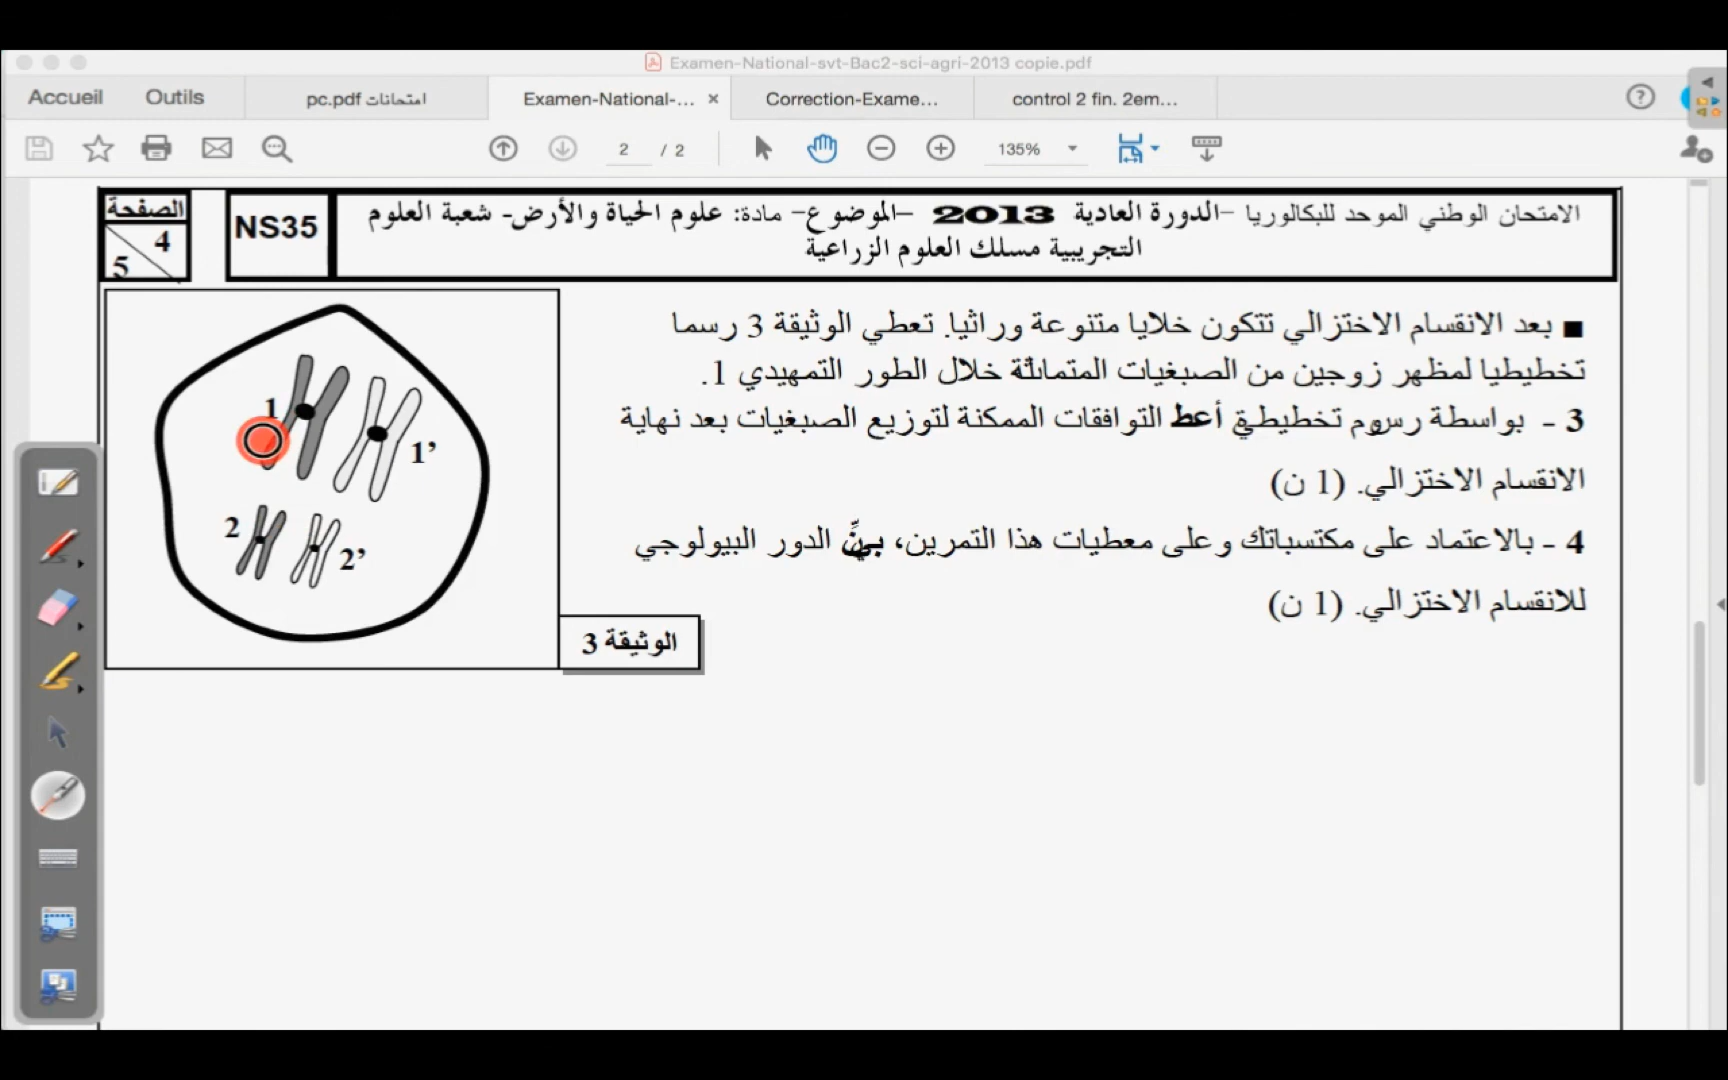 Examen-National-svt-Bac2-sci-agri-2013 copie.pdf
Accueil Outils امتحانات pc.pdf Examen-National-... × Correction-Exame... control 2 fin. 2em...
2 / 2 135%
الصفحة
4
5
NS35
الامتحان الوطني الموحد للبكالوريا –الدورة العادية 2013 –الموضوع– مادة: علوم الحياة والأرض- شعبة العلوم
التجريبية مسلك العلوم الزراعية
■ بعد الانقسام الاختزالي تتكون خلايا متنوعة وراثيا. تعطي الوثيقة 3 رسما
تخطيطيا لمظهر زوجين من الصبغيات المتماثلة خلال الطور التمهيدي 1.
3 - بواسطة رسوم تخطيطية، أعط التوافقات الممكنة لتوزيع الصبغيات بعد نهاية
الانقسام الاختزالي. (1 ن)
4 - بالاعتماد على مكتسباتك وعلى معطيات هذا التمرين، بيِّن الدور البيولوجي
للانقسام الاختزالي. (1 ن)
1
1’
2
2’
الوثيقة 3